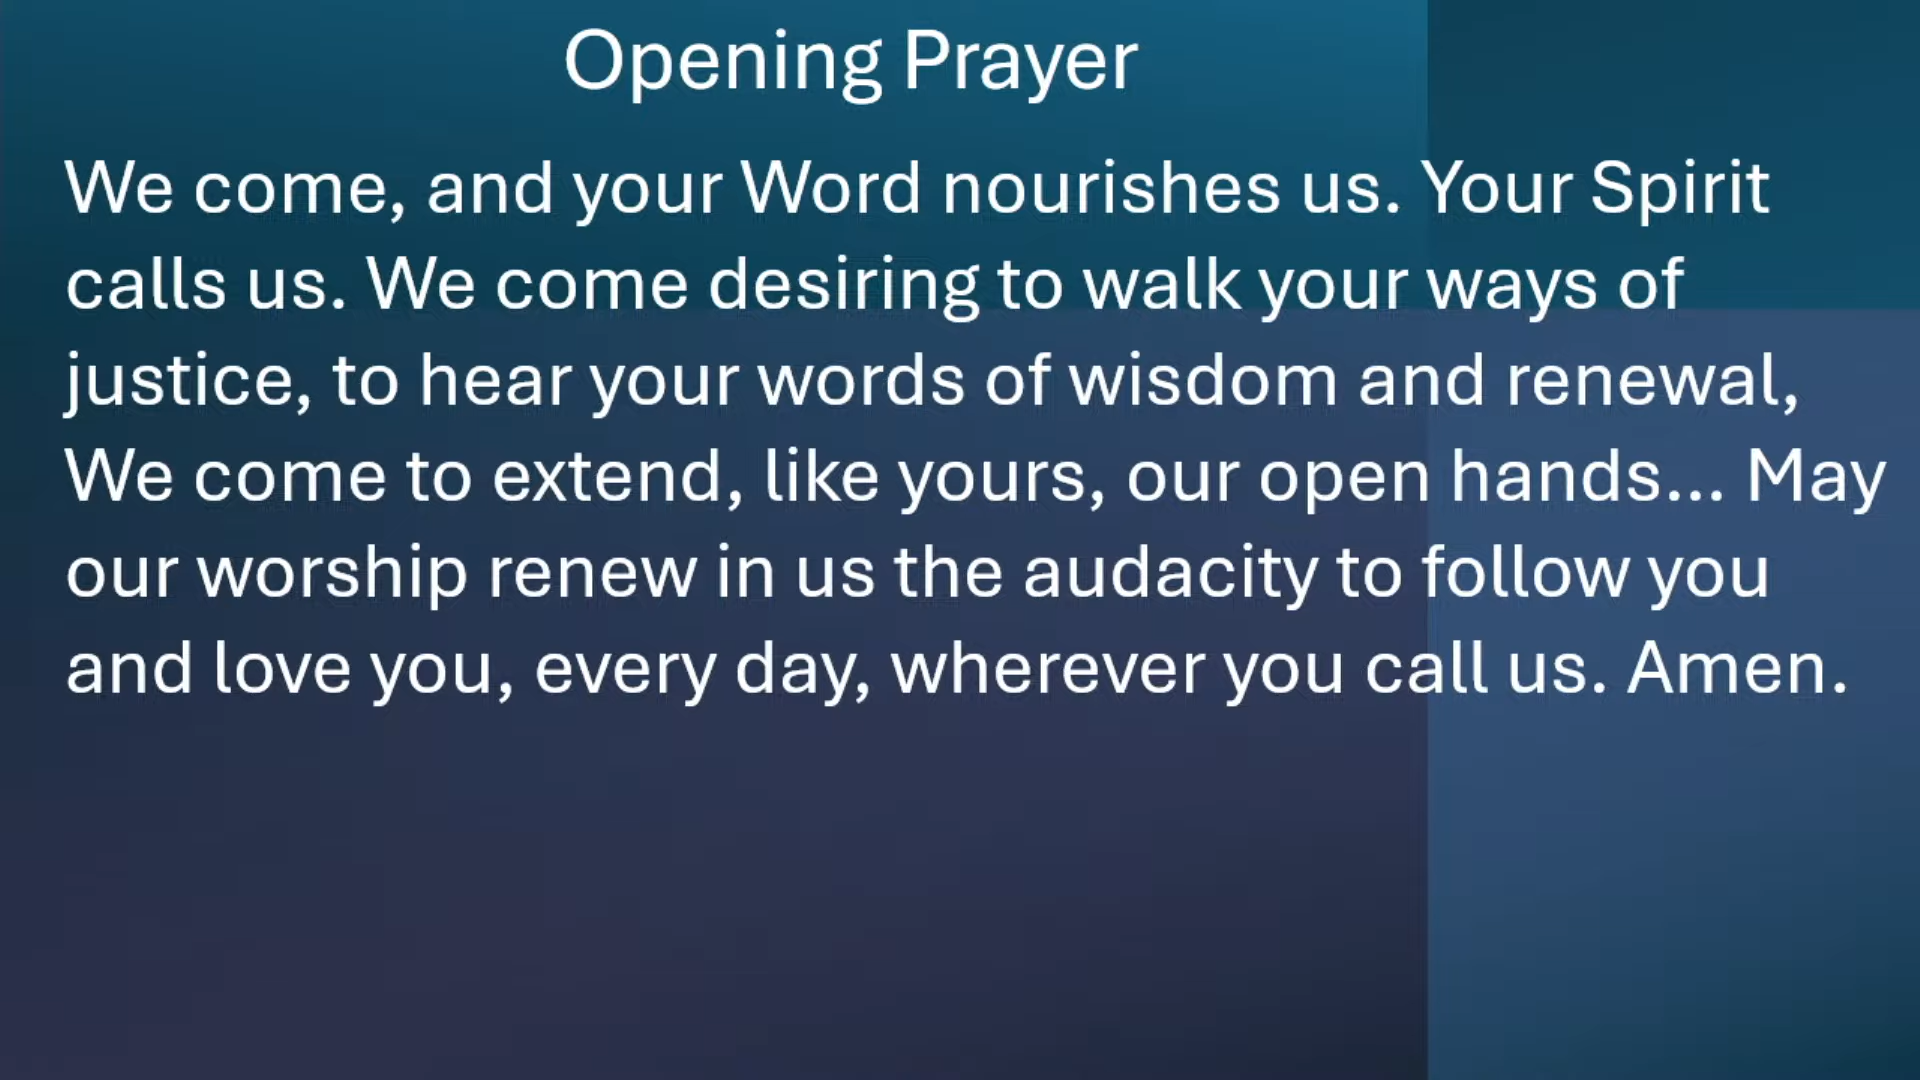 Opening Prayer
We come, and your Word nourishes us. Your Spirit
calls us. We come desiring to walk your ways of
justice, to hear your words of wisdom and renewal,
We come to extend, like yours, our open hands... May
our worship renew in us the audacity to follow you
and love you, every day, wherever you call us. Amen.